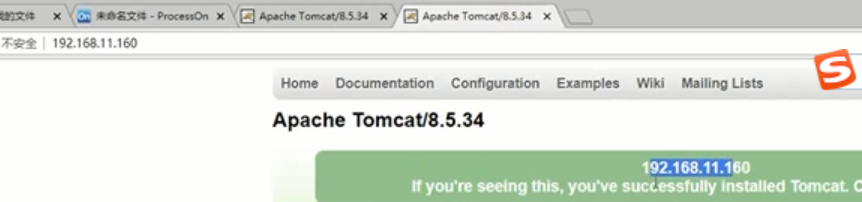 我的文件 On 未命名文件 - ProcessOn Apache Tomcat/8.5.34 Apache Tomcat/8.5.34
不安全 192.168.11.160
S
Home Documentation Configuration Examples Wiki Mailing Lists
Apache Tomcat/8.5.34
192.168.11.160
If you're seeing this, you've successfully installed Tomcat. C